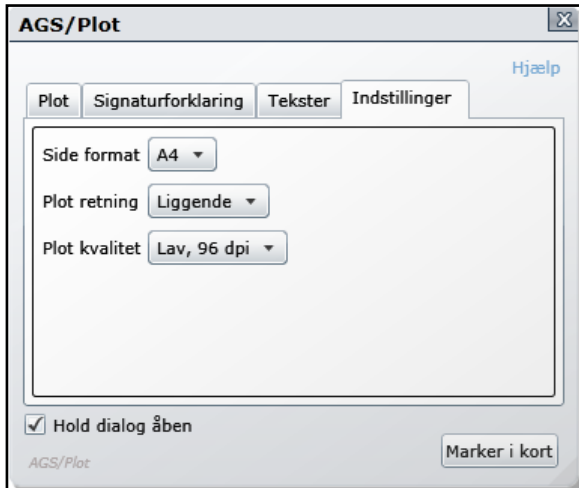 AGS/Plot
Hjælp
Plot Signaturforklaring Tekster Indstillinger
Side format A4
Plot retning Liggende
Plot kvalitet Lav, 96 dpi
Hold dialog åben
Marker i kort
AGS/Plot